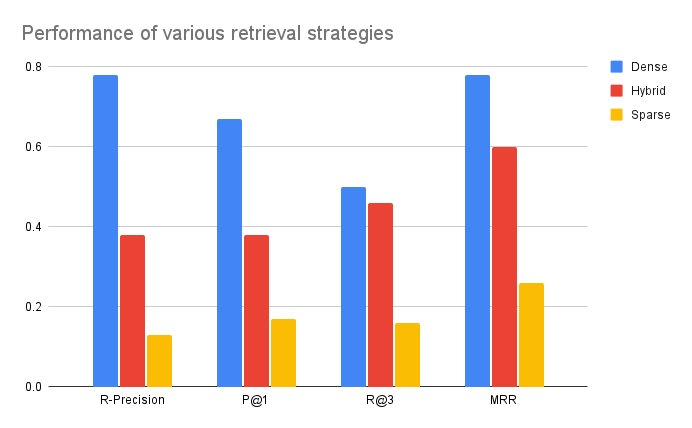 Performance of various retrieval strategies
Dense
Hybrid
Sparse
0.8
0.6
0.4
0.2
0.0
R-Precision
P@1
R@3
MRR